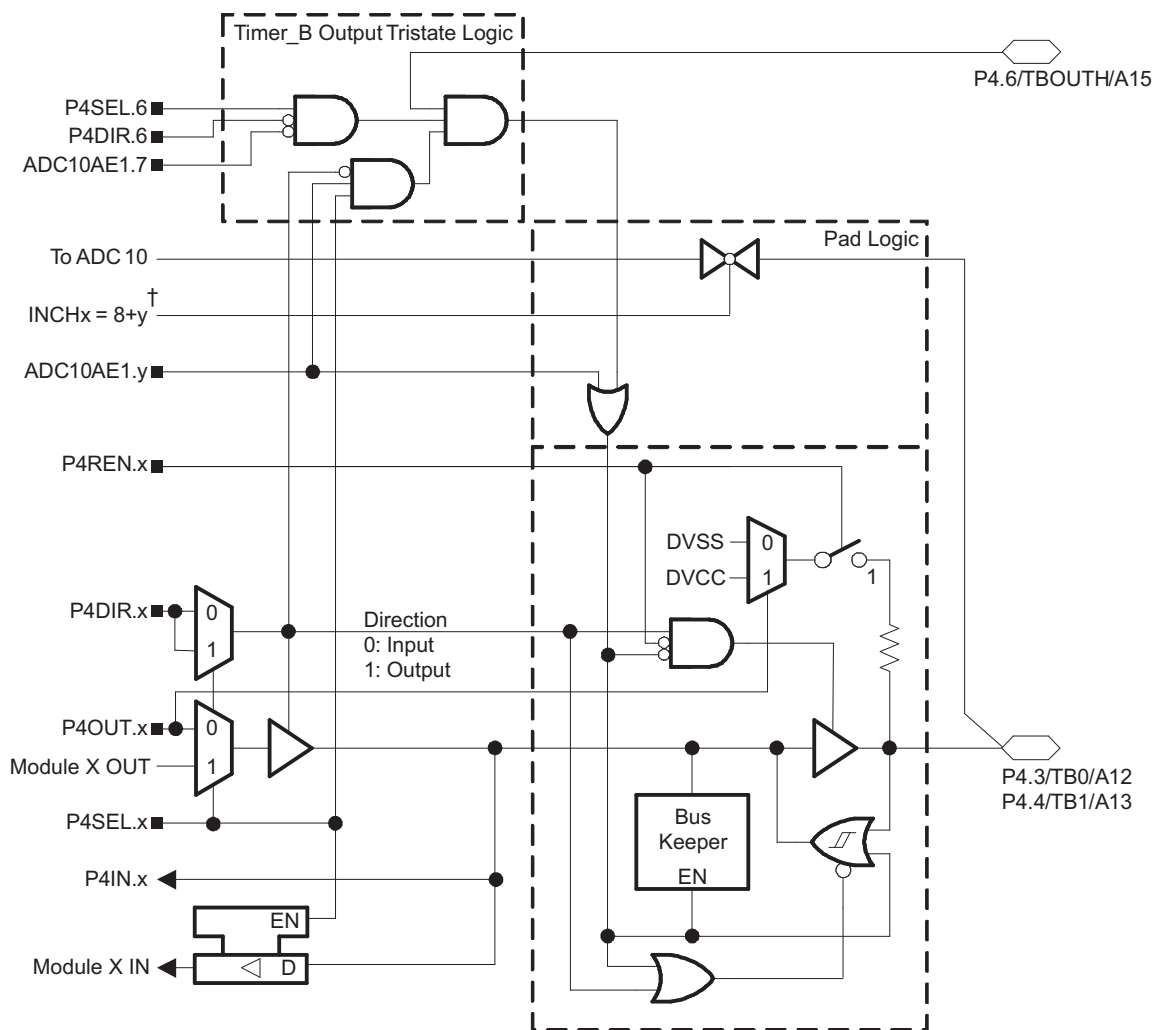 Timer_B Output Tristate Logic
P4.6/TBOUTH/A15
P4SEL.6
P4DIR.6
ADC10AE1.7
Pad Logic
To ADC 10
INCHx = 8+y†
ADC10AE1.y
P4REN.x
DVSS
0
DVCC
1
1
P4DIR.x
0
1
Direction
0: Input
1: Output
P4OUT.x
0
Module X OUT
1
P4.3/TB0/A12
P4.4/TB1/A13
P4SEL.x
Bus
Keeper
EN
P4IN.x
EN
Module X IN
D